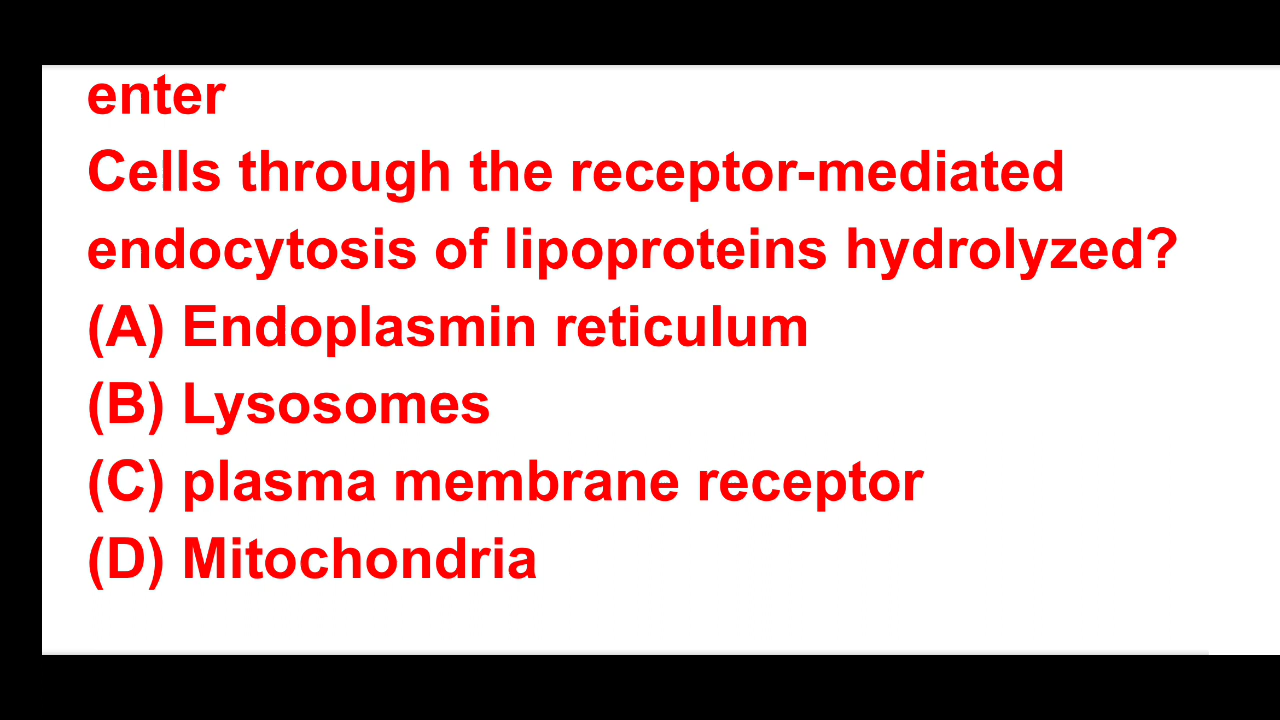 enter
Cells through the receptor-mediated
endocytosis of lipoproteins hydrolyzed?
(A) Endoplasmin reticulum
(B) Lysosomes
(C) plasma membrane receptor
(D) Mitochondria